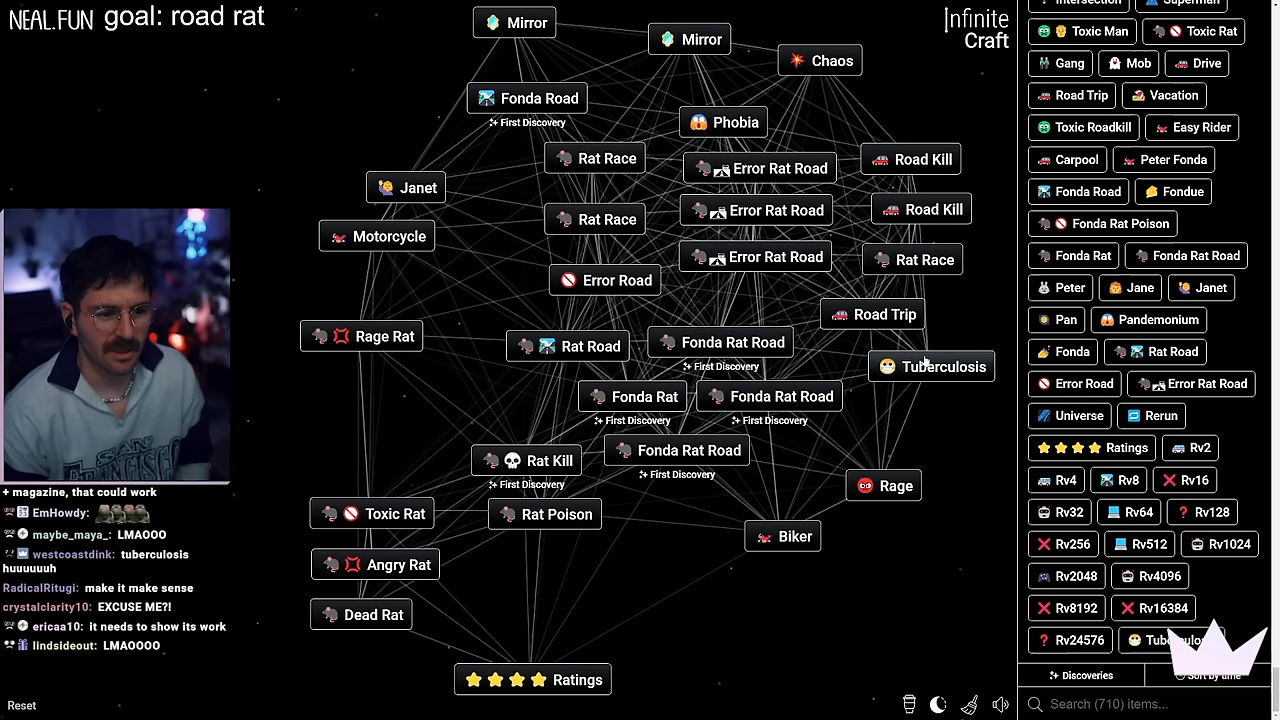 NEAL.FUN
goal: road rat
Infinite Craft
Mirror
Mirror
Chaos
Fonda Road
First Discovery
Phobia
Rat Race
Error Rat Road
Road Kill
Janet
Rat Race
Error Rat Road
Road Kill
Motorcycle
Error Rat Road
Rat Race
Error Road
Road Trip
Rage Rat
Rat Road
Fonda Rat Road
First Discovery
Tuberculosis
Fonda Rat
First Discovery
Fonda Rat Road
First Discovery
Rat Kill
First Discovery
Fonda Rat Road
First Discovery
Rage
Toxic Rat
Rat Poison
Biker
Angry Rat
Dead Rat
Ratings
SAN
FRANCISCO
+ magazine, that could work
EmHowdy:
maybe_maya_: LMAOOO
westcoastdink: tuberculosis
huuuuuuh
RadicalRitugi: make it make sense
crystalclarity10: EXCUSE ME?!
ericaa10: it needs to show its work
lindsideout: LMAOOOO
Reset
Intersection Superman
Toxic Man Toxic Rat
Gang Mob Drive
Road Trip Vacation
Toxic Roadkill Easy Rider
Carpool Peter Fonda
Fonda Road Fondue
Fonda Rat Poison
Fonda Rat Fonda Rat Road
Peter Jane Janet
Pan Pandemonium
Fonda Rat Road
Error Road Error Rat Road
Universe Rerun
Ratings Rv2
Rv4 Rv8 Rv16
Rv32 Rv64 Rv128
Rv256 Rv512 Rv1024
Rv2048 Rv4096
Rv8192 Rv16384
Rv24576
Discoveries Sort by time
Search (710) items...